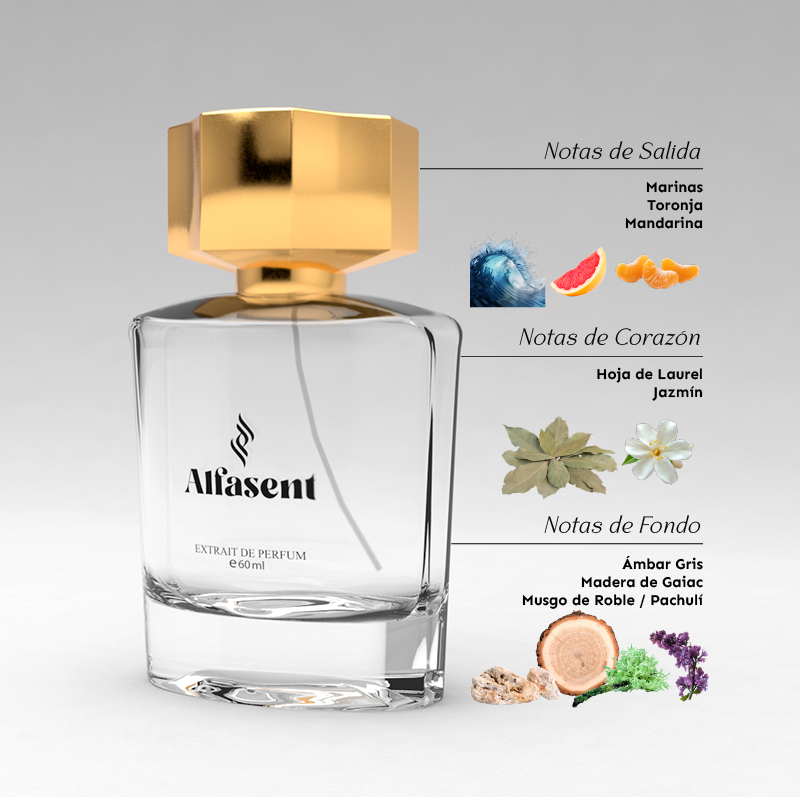 Notas de Salida
Marinas
Toronja
Mandarina
Notas de Corazón
Hoja de Laurel
Jazmín
Alfasent
EXTRAIT DE PERFUM
e60ml
Notas de Fondo
Ámbar Gris
Madera de Gaiac
Musgo de Roble / Pachulí